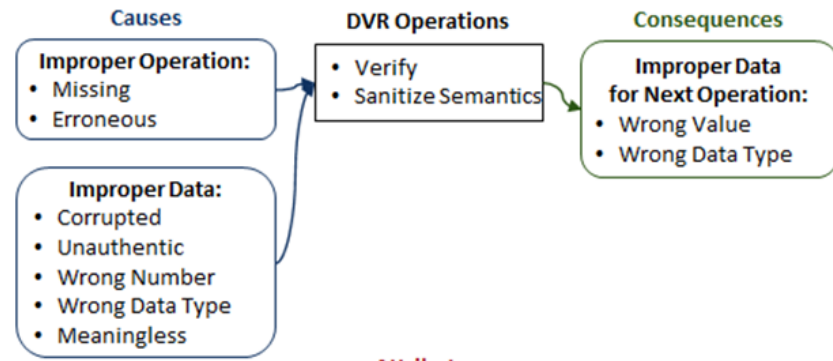 Causes
Improper Operation:
• Missing
• Erroneous
Improper Data:
• Corrupted
• Unauthentic
• Wrong Number
• Wrong Data Type
• Meaningless
DVR Operations
• Verify
• Sanitize Semantics
Consequences
Improper Data
for Next Operation:
• Wrong Value
• Wrong Data Type